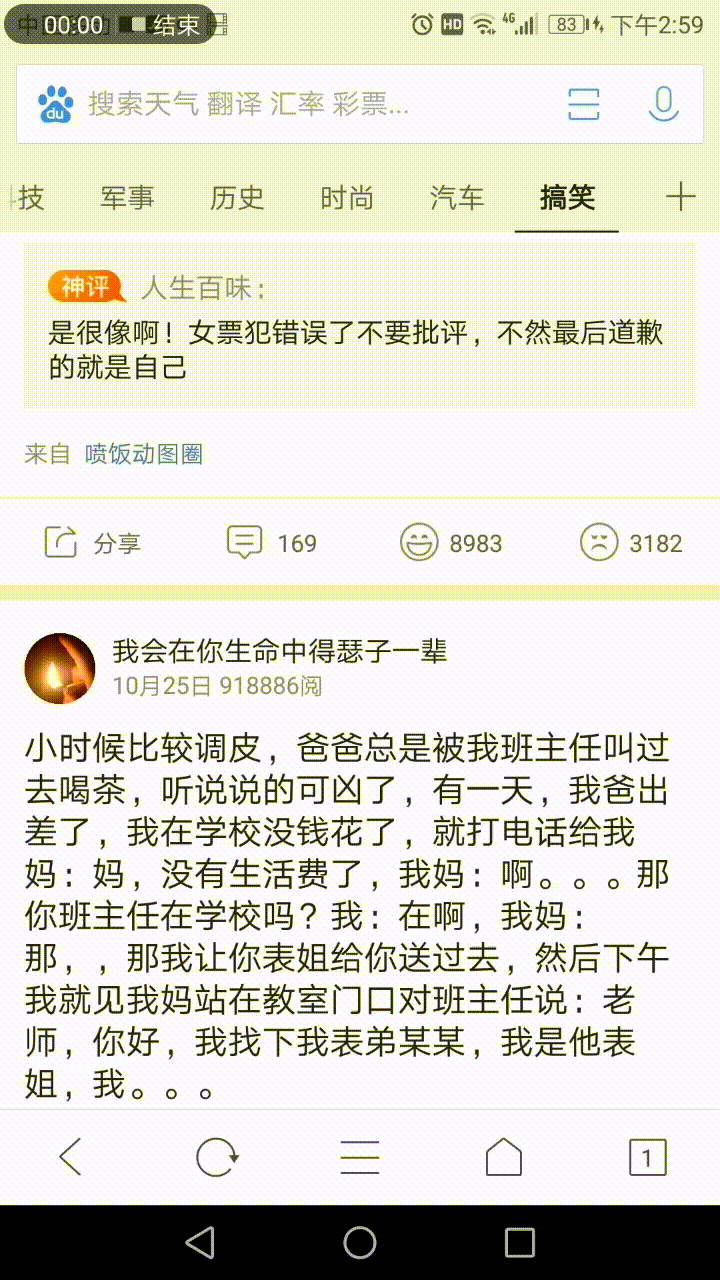 00:00 结束
HD 4G 83 下午2:59
du 搜索天气 翻译 汇率 彩票...
技 军事 历史 时尚 汽车 搞笑
神评 人生百味：
是很像啊！女票犯错误了不要批评，不然最后道歉
的就是自己
来自 喷饭动图圈
分享 169 8983 3182
我会在你生命中得瑟子一辈
10月25日 918886阅
小时候比较调皮，爸爸总是被我班主任叫过
去喝茶，听说说的可凶了，有一天，我爸出
差了，我在学校没钱花了，就打电话给我
妈：妈，没有生活费了，我妈：啊。。。那
你班主任在学校吗？我：在啊，我妈：
那，，那我让你表姐给你送过去，然后下午
我就见我妈站在教室门口对班主任说：老
师，你好，我找下我表弟某某，我是他表
姐，我。。。
1